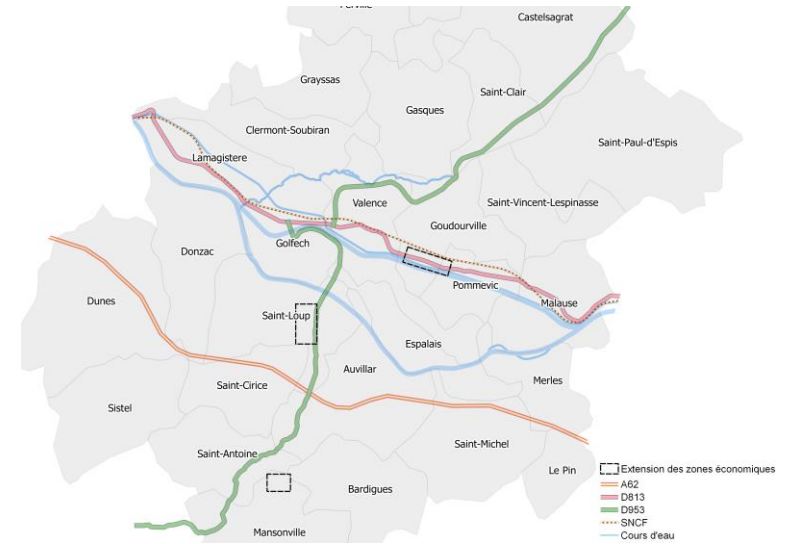 Perville
Castelsagrat
Grayssas
Saint-Clair
Gasques
Clermont-Soubiran
Saint-Paul-d'Espis
Lamagistere
Valence
Saint-Vincent-Lespinasse
Goudourville
Golfech
Donzac
Pommevic
Dunes
Malause
Saint-Loup
Espalais
Auvillar
Saint-Cirice
Merles
Sistel
Saint-Michel
Saint-Antoine
Le Pin
Bardigues
Mansonville
Extension des zones économiques
A62
D813
D953
SNCF
Cours d'eau